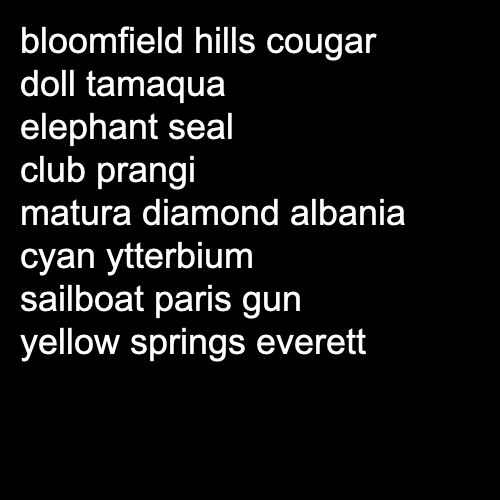 bloomfield hills cougar
doll tamaqua
elephant seal
club prangi
matura diamond albania
cyan ytterbium
sailboat paris gun
yellow springs everett